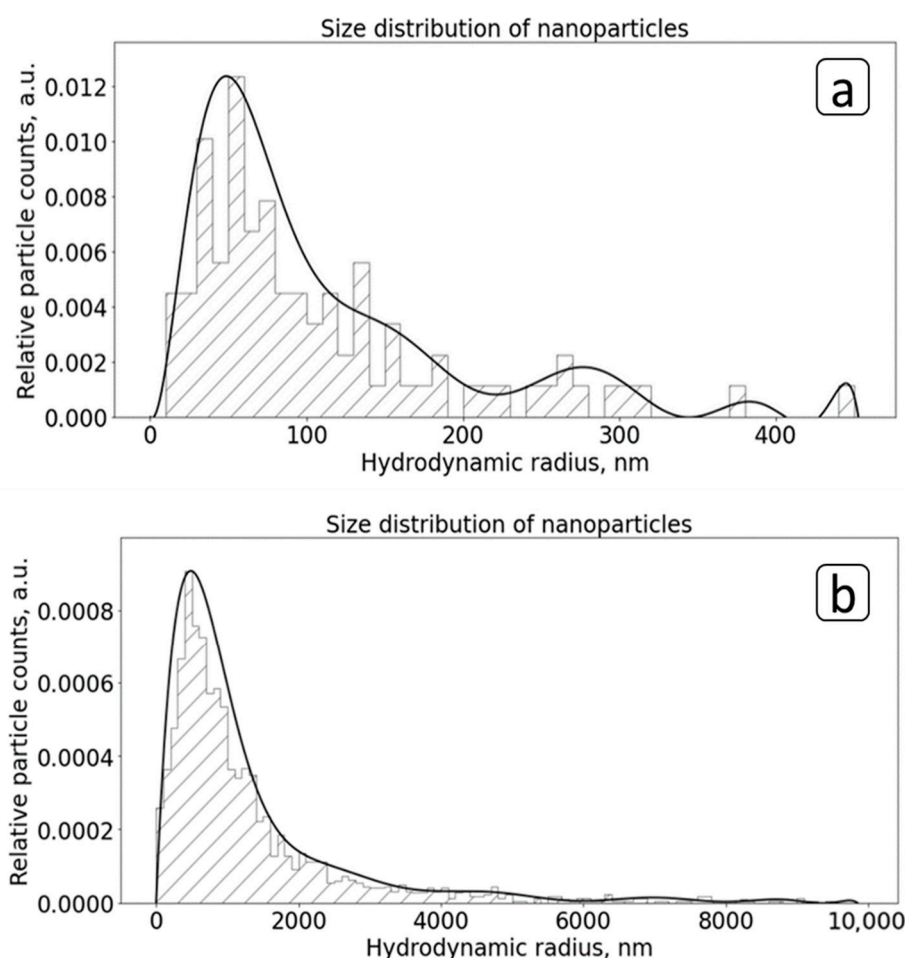 Size distribution of nanoparticles
a
Relative particle counts, a.u.
0.012
0.010
0.008
0.006
0.004
0.002
0.000
0 100 200 300 400
Hydrodynamic radius, nm
Size distribution of nanoparticles
b
Relative particle counts, a.u.
0.0008
0.0006
0.0004
0.0002
0.0000
0 2000 4000 6000 8000 10,000
Hydrodynamic radius, nm